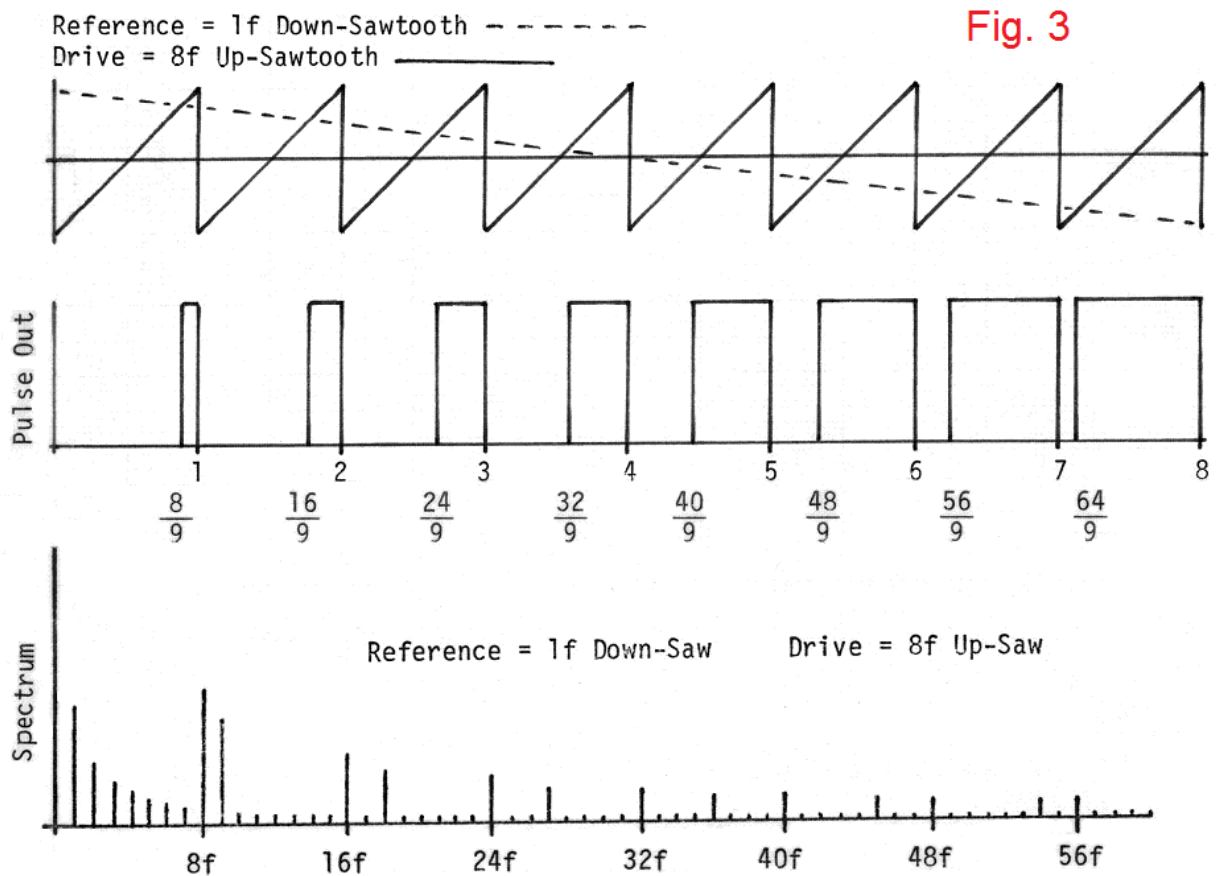 Fig. 3
Reference = 1f Down-Sawtooth
Drive = 8f Up-Sawtooth
Pulse Out
1 2 3 4 5 6 7 8
8/9 16/9 24/9 32/9 40/9 48/9 56/9 64/9
Spectrum
Reference = 1f Down-Saw Drive = 8f Up-Saw
8f 16f 24f 32f 40f 48f 56f